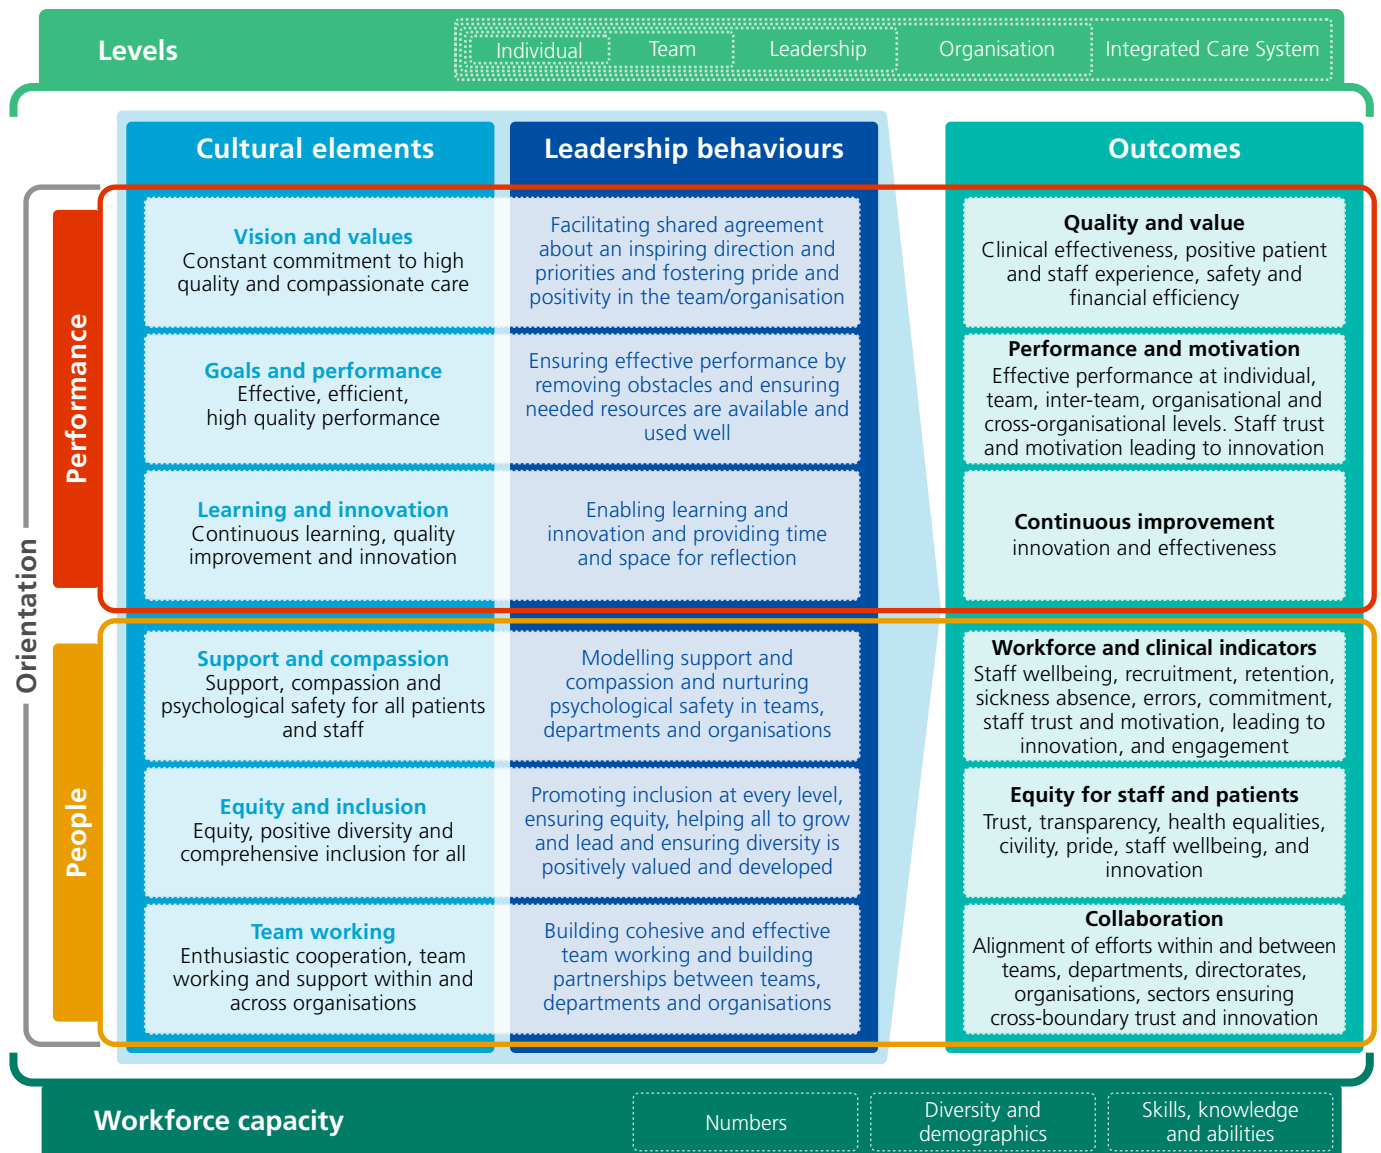 Levels
Individual
Team
Leadership
Organisation
Integrated Care System
Cultural elements
Leadership behaviours
Outcomes
Orientation
Performance
Vision and values
Constant commitment to high
quality and compassionate care
Facilitating shared agreement
about an inspiring direction and
priorities and fostering pride and
positivity in the team/organisation
Quality and value
Clinical effectiveness, positive patient
and staff experience, safety and
financial efficiency
Goals and performance
Effective, efficient,
high quality performance
Ensuring effective performance by
removing obstacles and ensuring
needed resources are available and
used well
Performance and motivation
Effective performance at individual,
team, inter-team, organisational and
cross-organisational levels. Staff trust
and motivation leading to innovation
Learning and innovation
Continuous learning, quality
improvement and innovation
Enabling learning and
innovation and providing time
and space for reflection
Continuous improvement
innovation and effectiveness
People
Support and compassion
Support, compassion and
psychological safety for all patients
and staff
Modelling support and
compassion and nurturing
psychological safety in teams,
departments and organisations
Workforce and clinical indicators
Staff wellbeing, recruitment, retention,
sickness absence, errors, commitment,
staff trust and motivation, leading to
innovation, and engagement
Equity and inclusion
Equity, positive diversity and
comprehensive inclusion for all
Promoting inclusion at every level,
ensuring equity, helping all to grow
and lead and ensuring diversity is
positively valued and developed
Equity for staff and patients
Trust, transparency, health equalities,
civility, pride, staff wellbeing, and
innovation
Team working
Enthusiastic cooperation, team
working and support within and
across organisations
Building cohesive and effective
team working and building
partnerships between teams,
departments and organisations
Collaboration
Alignment of efforts within and between
teams, departments, directorates,
organisations, sectors ensuring
cross-boundary trust and innovation
Workforce capacity
Numbers
Diversity and
demographics
Skills, knowledge
and abilities